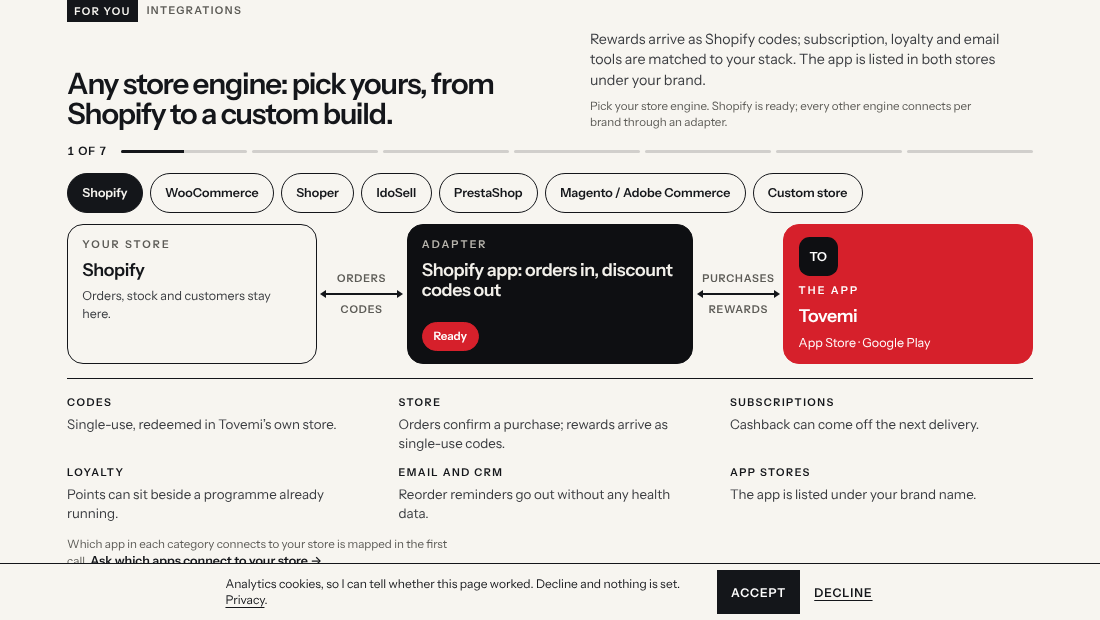 FOR YOU INTEGRATIONS
Any store engine: pick yours, from
Shopify to a custom build.
Rewards arrive as Shopify codes; subscription, loyalty and email
tools are matched to your stack. The app is listed in both stores
under your brand.
Pick your store engine. Shopify is ready; every other engine connects per
brand through an adapter.
1 OF 7
Shopify WooCommerce Shoper IdoSell PrestaShop Magento / Adobe Commerce Custom store
YOUR STORE
Shopify
Orders, stock and customers stay
here.
ORDERS
CODES
ADAPTER
Shopify app: orders in, discount
codes out
Ready
PURCHASES
REWARDS
TO
THE APP
Tovemi
App Store · Google Play
CODES
Single-use, redeemed in Tovemi's own store.
STORE
Orders confirm a purchase; rewards arrive as
single-use codes.
SUBSCRIPTIONS
Cashback can come off the next delivery.
LOYALTY
Points can sit beside a programme already
running.
EMAIL AND CRM
Reorder reminders go out without any health
data.
APP STORES
The app is listed under your brand name.
Which app in each category connects to your store is mapped in the first
call. Ask which apps connect to your store →
Analytics cookies, so I can tell whether this page worked. Decline and nothing is set.
Privacy.
ACCEPT DECLINE